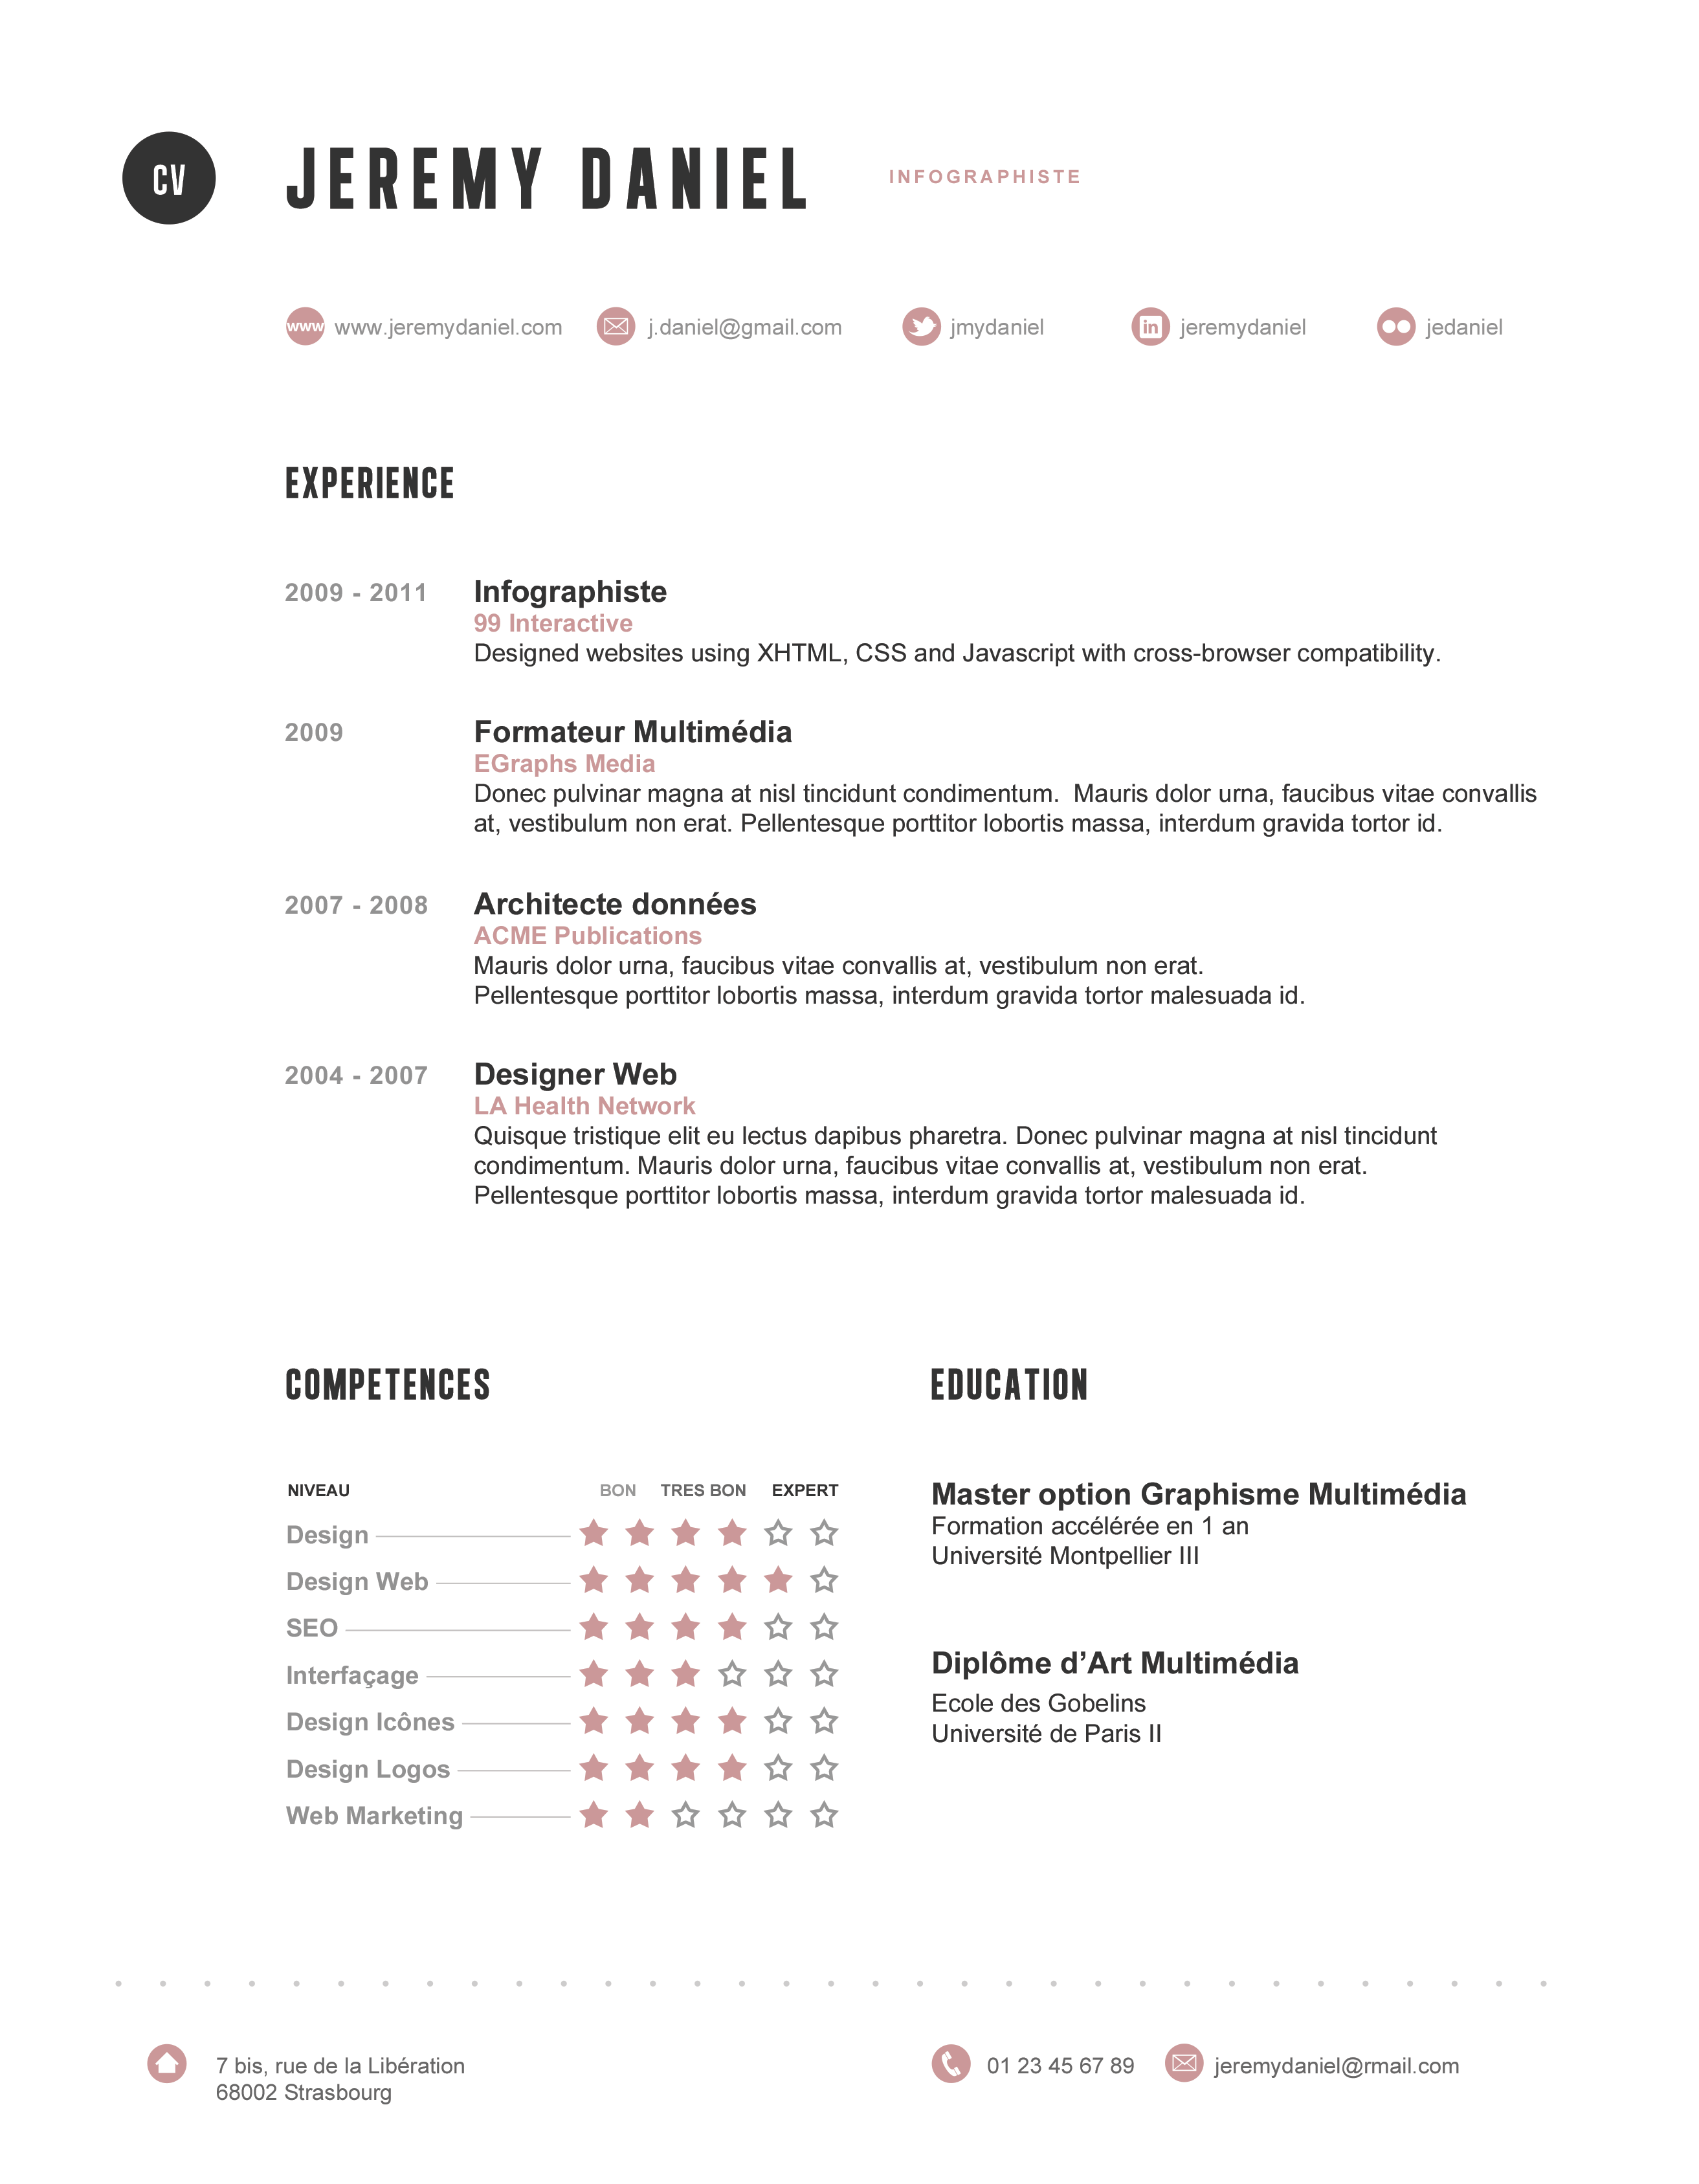 CV
JEREMY DANIEL
INFOGRAPHISTE
www www.jeremydaniel.com j.daniel@gmail.com jmydaniel in jeremydaniel jedaniel
EXPERIENCE
2009 - 2011 Infographiste
99 Interactive
Designed websites using XHTML, CSS and Javascript with cross-browser compatibility.
2009 Formateur Multimédia
EGraphs Media
Donec pulvinar magna at nisl tincidunt condimentum.  Mauris dolor urna, faucibus vitae convallis
at, vestibulum non erat. Pellentesque porttitor lobortis massa, interdum gravida tortor id.
2007 - 2008 Architecte données
ACME Publications
Mauris dolor urna, faucibus vitae convallis at, vestibulum non erat.
Pellentesque porttitor lobortis massa, interdum gravida tortor malesuada id.
2004 - 2007 Designer Web
LA Health Network
Quisque tristique elit eu lectus dapibus pharetra. Donec pulvinar magna at nisl tincidunt
condimentum. Mauris dolor urna, faucibus vitae convallis at, vestibulum non erat.
Pellentesque porttitor lobortis massa, interdum gravida tortor malesuada id.
COMPETENCES
NIVEAU BON TRES BON EXPERT
Design
Design Web
SEO
Interfaçage
Design Icônes
Design Logos
Web Marketing
EDUCATION
Master option Graphisme Multimédia
Formation accélérée en 1 an
Université Montpellier III
Diplôme d’Art Multimédia
Ecole des Gobelins
Université de Paris II
7 bis, rue de la Libération
68002 Strasbourg
01 23 45 67 89
jeremydaniel@rmail.com